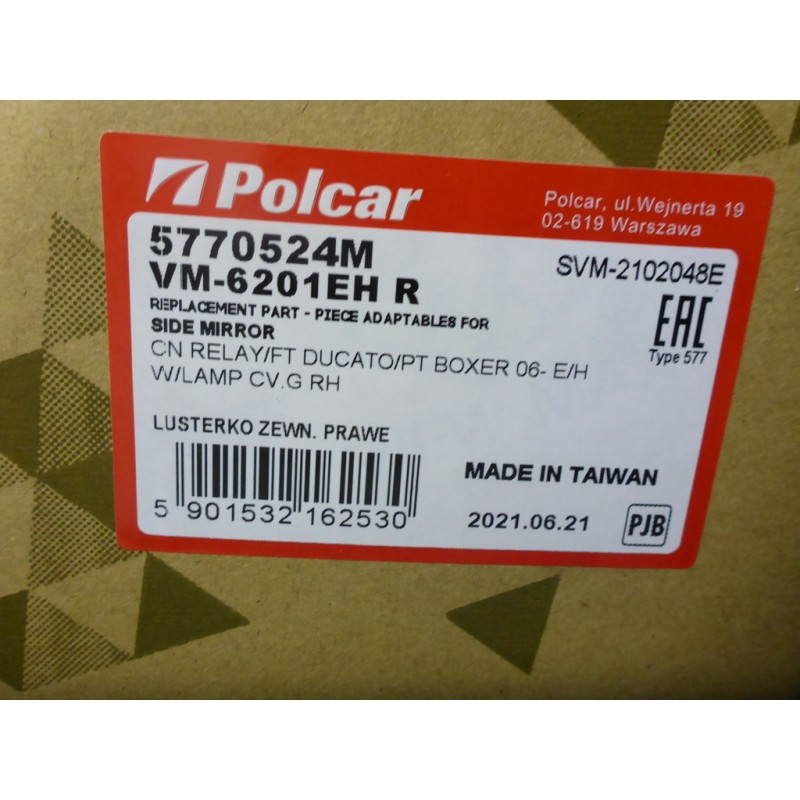 Polcar
Polcar, ul.Wejnerta 19
02-619 Warszawa
5770524M
VM-6201EH R
SVM-2102048E
REPLACEMENT PART - PIECE ADAPTABLES FOR
SIDE MIRROR
EAC
Type 577
CN RELAY/FT DUCATO/PT BOXER 06- E/H
W/LAMP CV.G RH
LUSTERKO ZEWN. PRAWE
MADE IN TAIWAN
5 901532 162530
2021.06.21
PJB